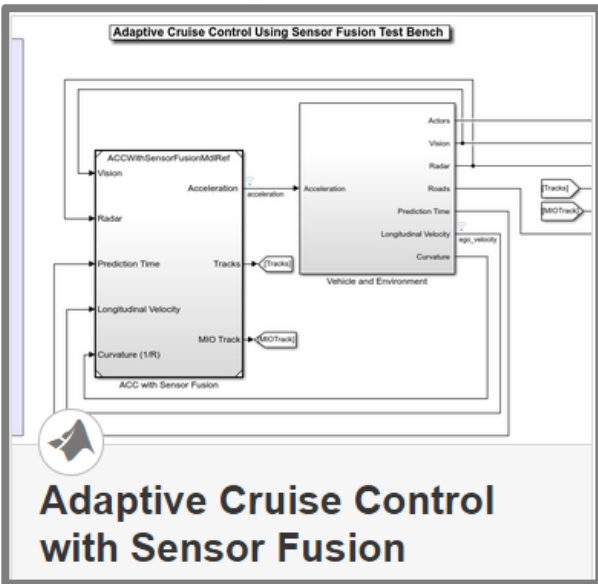 Adaptive Cruise Control Using Sensor Fusion Test Bench
ACCWithSensorFusionMdlRef
Vision
Radar
Prediction Time
Longitudinal Velocity
Curvature (1/R)
Acceleration
Tracks
MIO Track
ACC with Sensor Fusion
acceleration
[Tracks]
[MIOTrack]
Acceleration
Actors
Vision
Radar
Roads
Prediction Time
Longitudinal Velocity
Curvature
Vehicle and Environment
ego_velocity
[Tracks]
[MIOTrack]
Adaptive Cruise Control
with Sensor Fusion